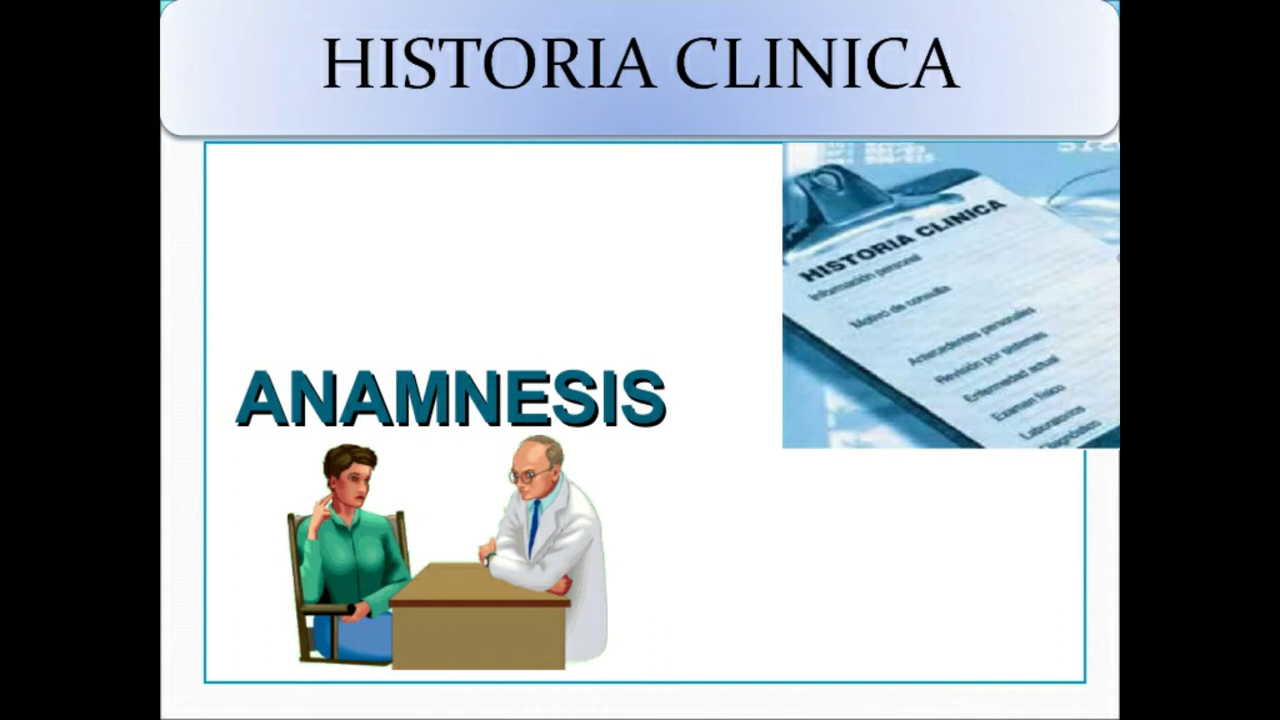 HISTORIA CLINICA
HISTORIA CLINICA
Información personal
Motivo de consulta
Antecedentes personales
Revisión por sistemas
Enfermedad actual
Examen físico
Laboratorios
Diagnóstico
ANAMNESIS